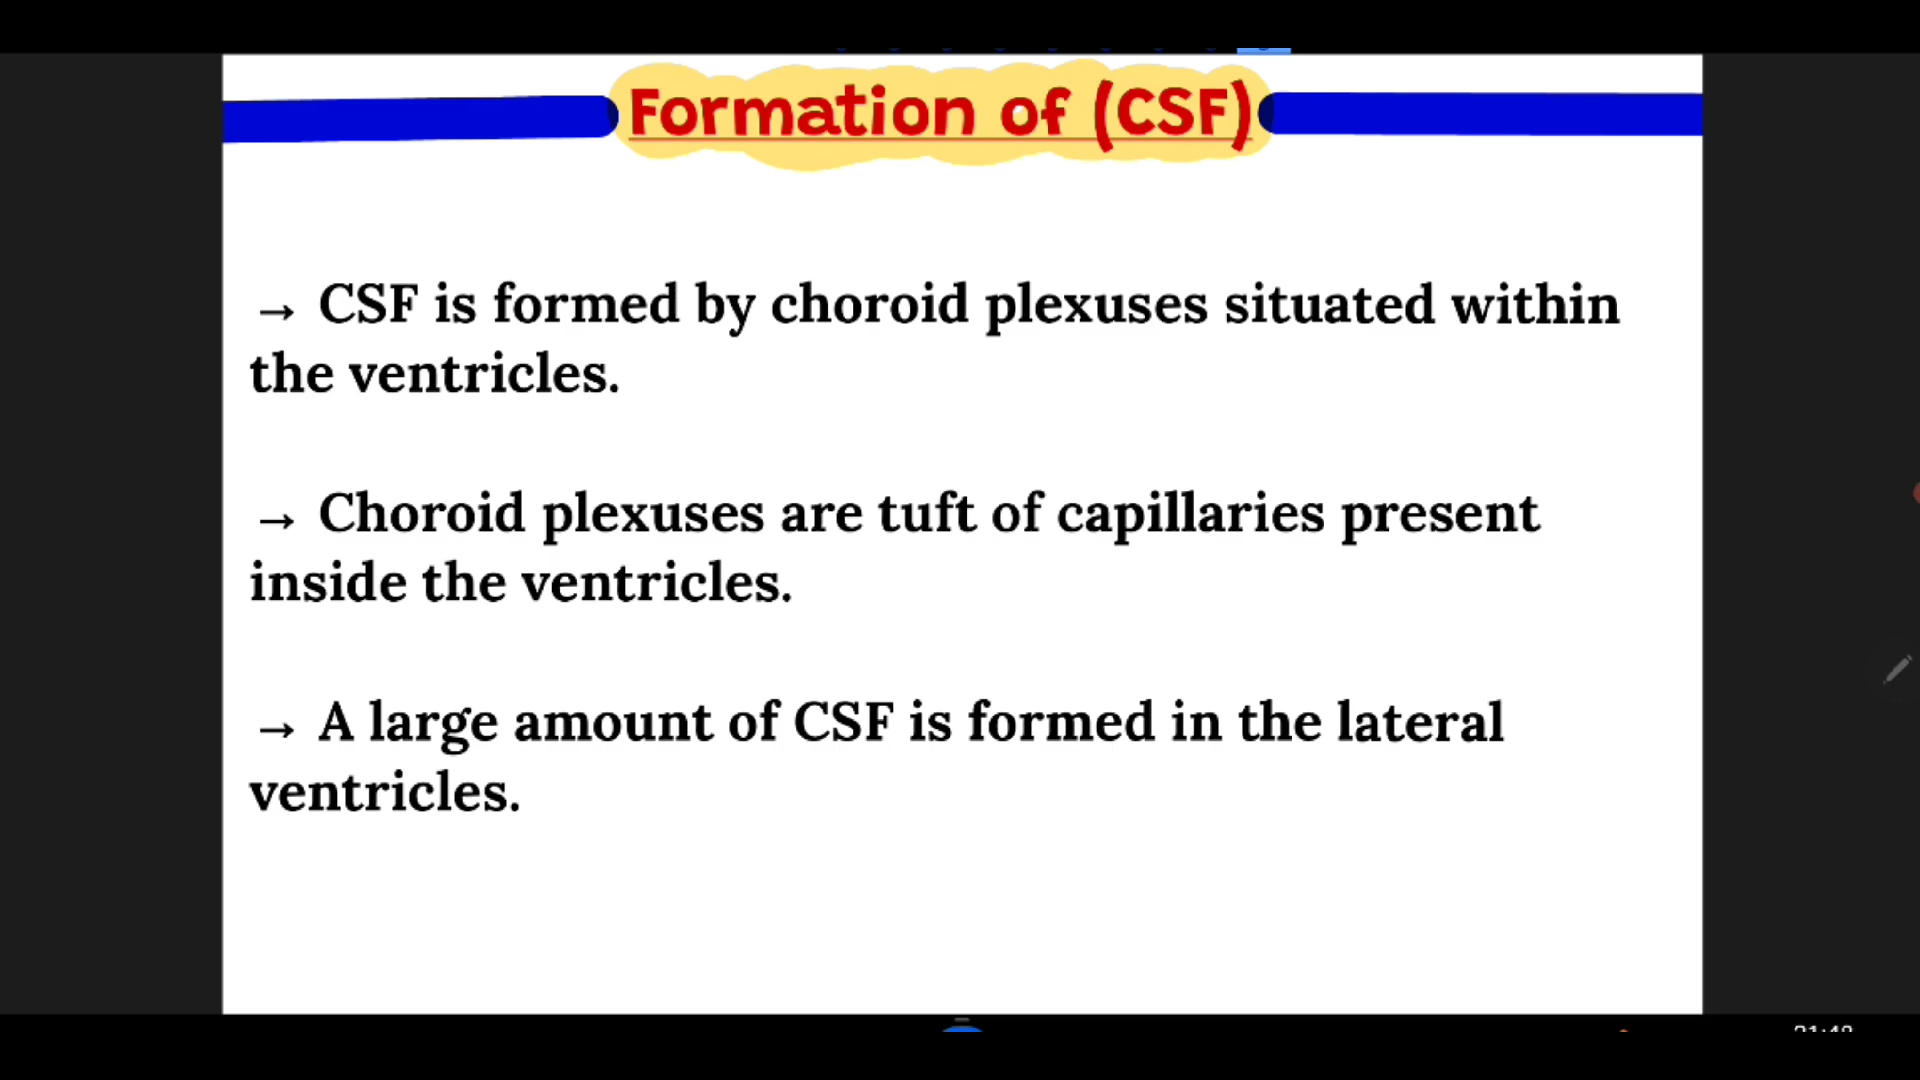 Formation of (CSF)
→ CSF is formed by choroid plexuses situated within
the ventricles.
→ Choroid plexuses are tuft of capillaries present
inside the ventricles.
→ A large amount of CSF is formed in the lateral
ventricles.